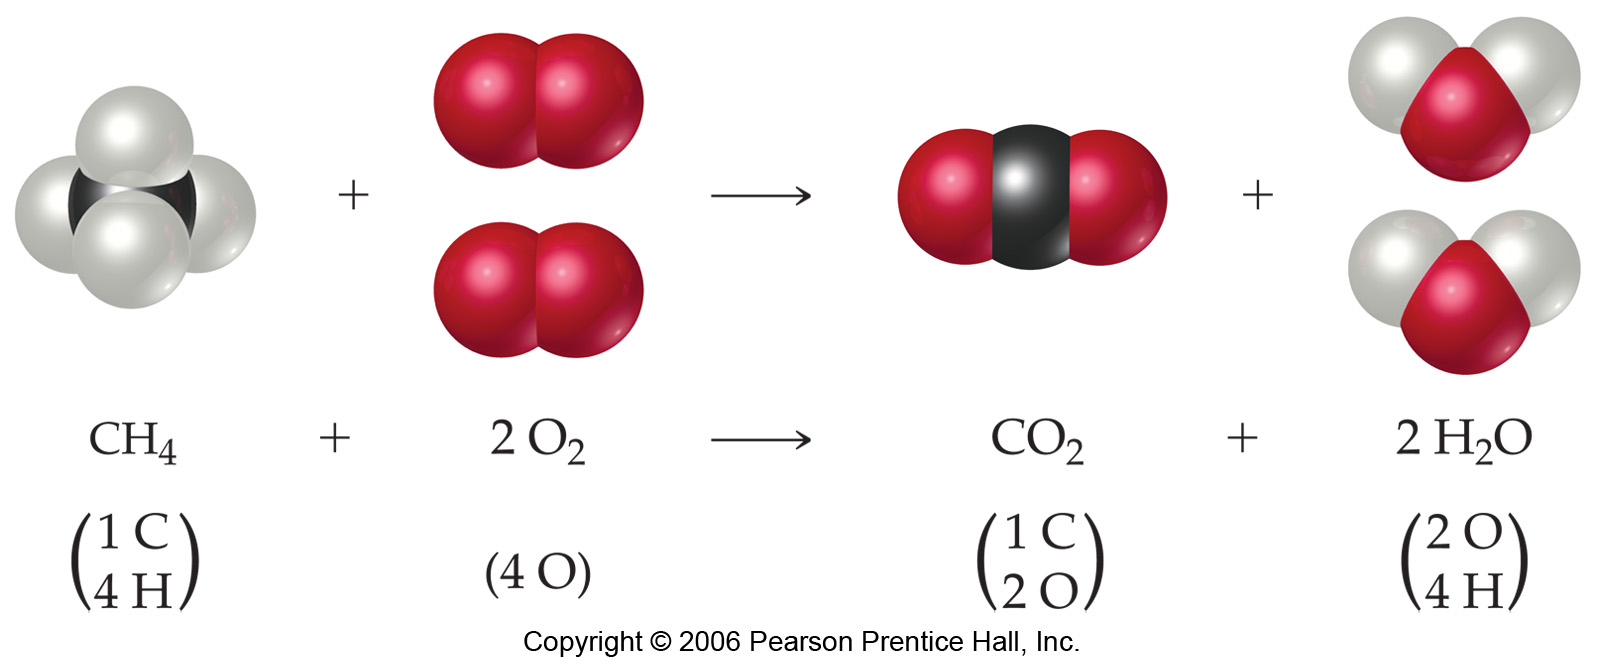 + → +
CH₄ + 2 O₂ → CO₂ + 2 H₂O
(1 C 4 H) (4 O) (1 C 2 O) (2 O 4 H)
Copyright © 2006 Pearson Prentice Hall, Inc.